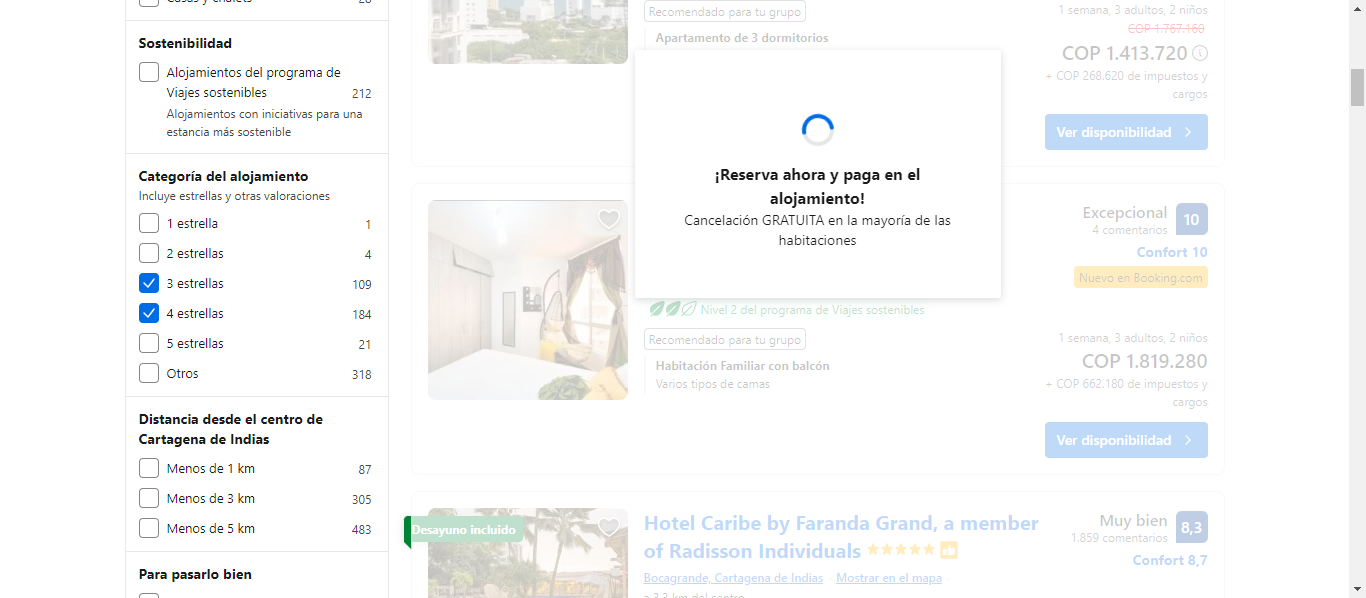 Casas y chalets 28
Sostenibilidad
Alojamientos del programa de
Viajes sostenibles 212
Alojamientos con iniciativas para una
estancia más sostenible
Categoría del alojamiento
Incluye estrellas y otras valoraciones
1 estrella 1
2 estrellas 4
3 estrellas 109
4 estrellas 184
5 estrellas 21
Otros 318
Distancia desde el centro de
Cartagena de Indias
Menos de 1 km 87
Menos de 3 km 305
Menos de 5 km 483
Para pasarlo bien
Recomendado para tu grupo
Apartamento de 3 dormitorios
1 semana, 3 adultos, 2 niños
COP 1.767.160
COP 1.413.720
+ COP 268.620 de impuestos y
cargos
Ver disponibilidad
¡Reserva ahora y paga en el
alojamiento!
Cancelación GRATUITA en la mayoría de las
habitaciones
Excepcional 10
4 comentarios
Confort 10
Nuevo en Booking.com
Nivel 2 del programa de Viajes sostenibles
Recomendado para tu grupo
Habitación Familiar con balcón
Varios tipos de camas
1 semana, 3 adultos, 2 niños
COP 1.819.280
+ COP 662.180 de impuestos y
cargos
Ver disponibilidad
Desayuno incluido
Hotel Caribe by Faranda Grand, a member
of Radisson Individuals
Bocagrande, Cartagena de Indias Mostrar en el mapa
a 3,3 km del centro
Muy bien 8,3
1.859 comentarios
Confort 8,7